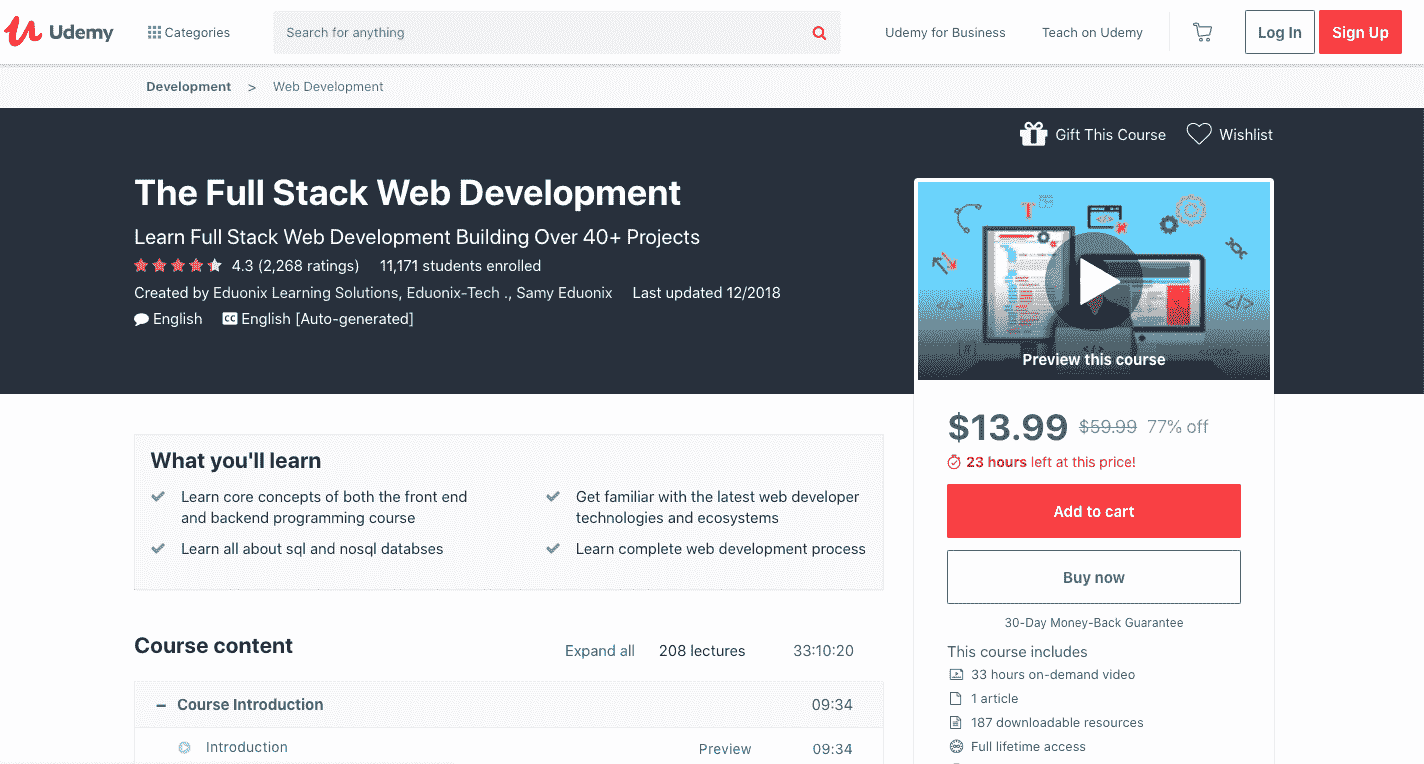 Udemy
Categories
Search for anything
Udemy for Business
Teach on Udemy
Log In
Sign Up
Development > Web Development
Gift This Course
Wishlist
The Full Stack Web Development
Learn Full Stack Web Development Building Over 40+ Projects
4.3 (2,268 ratings) 11,171 students enrolled
Created by Eduonix Learning Solutions, Eduonix-Tech ., Samy Eduonix Last updated 12/2018
English CC English [Auto-generated]
Preview this course
$13.99 $59.99 77% off
23 hours left at this price!
Add to cart
Buy now
30-Day Money-Back Guarantee
This course includes
33 hours on-demand video
1 article
187 downloadable resources
Full lifetime access
What you'll learn
Learn core concepts of both the front end
and backend programming course
Learn all about sql and nosql databses
Get familiar with the latest web developer
technologies and ecosystems
Learn complete web development process
Course content
Expand all 208 lectures 33:10:20
Course Introduction 09:34
Introduction Preview 09:34